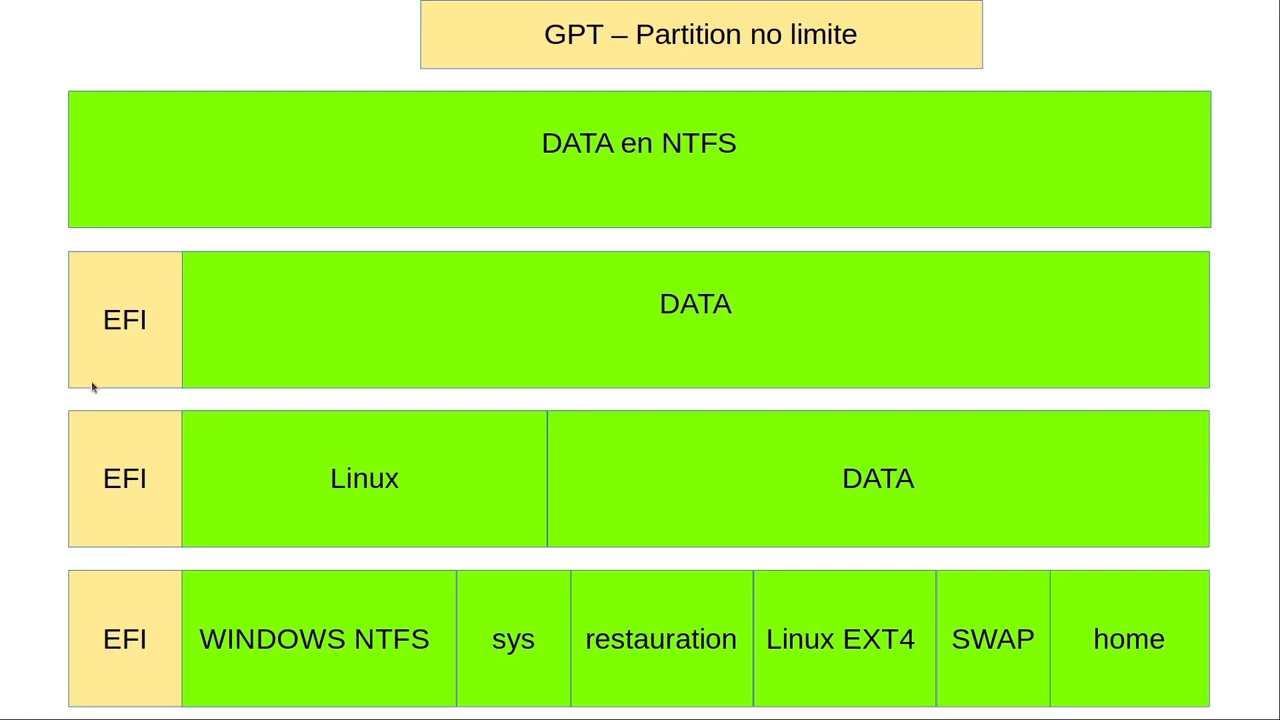 GPT – Partition no limite
DATA en NTFS
EFI
DATA
EFI
Linux
DATA
EFI
WINDOWS NTFS
sys
restauration
Linux EXT4
SWAP
home